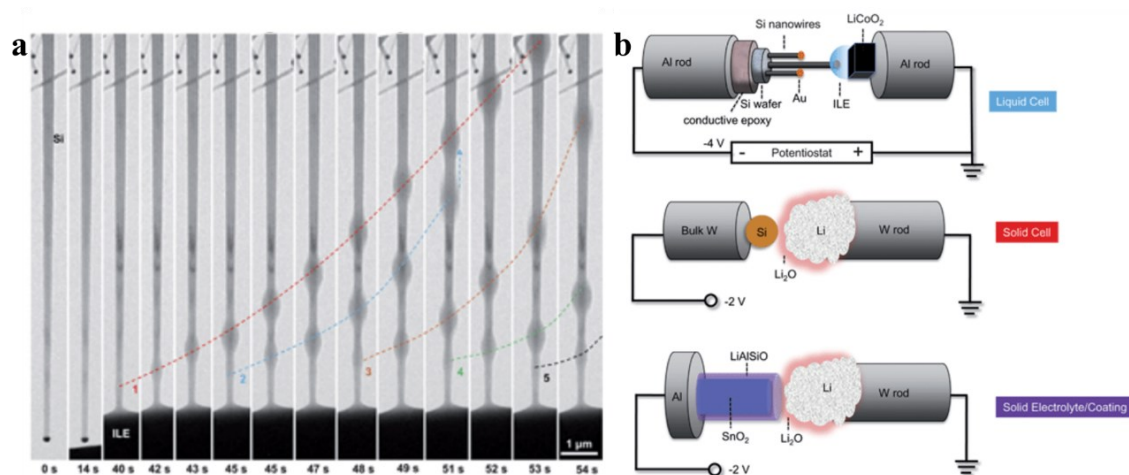 a
Si
1
2
3
4
5
ILE
1 μm
0 s 14 s 40 s 42 s 43 s 45 s 45 s 47 s 48 s 49 s 51 s 52 s 53 s 54 s
b
Si nanowires
LiCoO₂
Al rod
Al rod
Au
ILE
Si wafer
conductive epoxy
Liquid Cell
-4 V
- Potentiostat +
Bulk W
Si
Li
W rod
Solid Cell
Li₂O
-2 V
LiAlSiO
Al
Li
W rod
Solid Electrolyte/Coating
Li₂O
SnO₂
-2 V